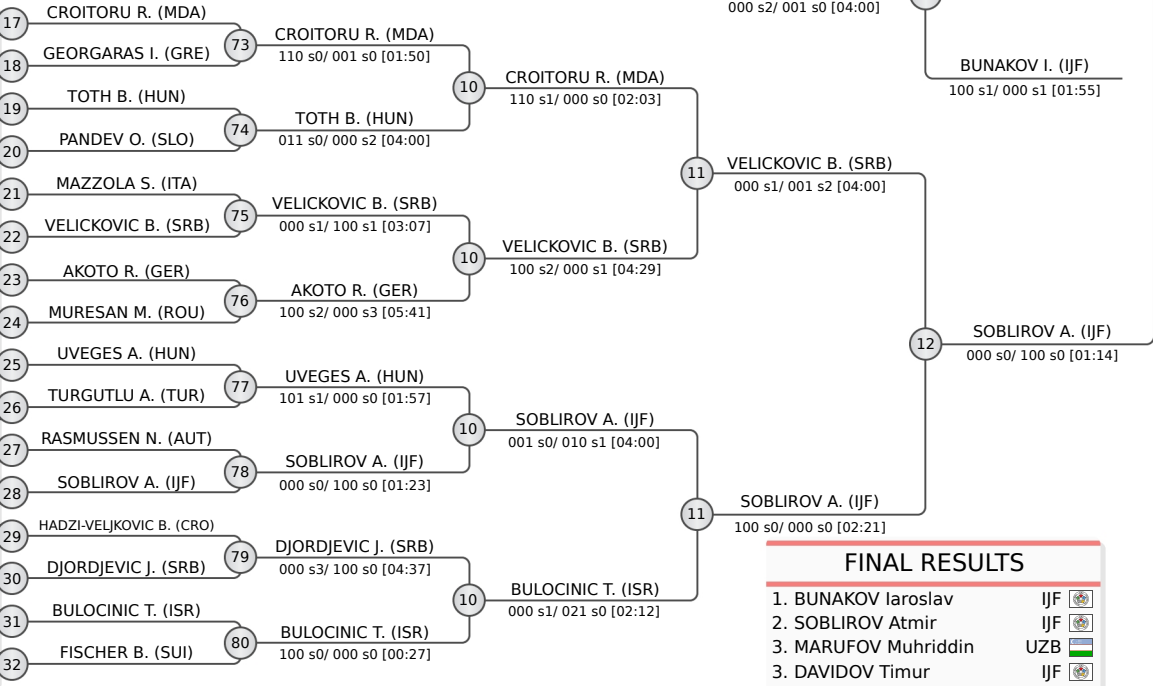 000 s2/ 001 s0 [04:00]
17
CROITORU R. (MDA)
18
GEORGARAS I. (GRE)
73
CROITORU R. (MDA)
110 s0/ 001 s0 [01:50]
BUNAKOV I. (IJF)
100 s1/ 000 s1 [01:55]
10
CROITORU R. (MDA)
110 s1/ 000 s0 [02:03]
19
TOTH B. (HUN)
20
PANDEV O. (SLO)
74
TOTH B. (HUN)
011 s0/ 000 s2 [04:00]
11
VELICKOVIC B. (SRB)
000 s1/ 001 s2 [04:00]
21
MAZZOLA S. (ITA)
22
VELICKOVIC B. (SRB)
75
VELICKOVIC B. (SRB)
000 s1/ 100 s1 [03:07]
10
VELICKOVIC B. (SRB)
100 s2/ 000 s1 [04:29]
23
AKOTO R. (GER)
24
MURESAN M. (ROU)
76
AKOTO R. (GER)
100 s2/ 000 s3 [05:41]
12
SOBLIROV A. (IJF)
000 s0/ 100 s0 [01:14]
25
UVEGES A. (HUN)
26
TURGUTLU A. (TUR)
77
UVEGES A. (HUN)
101 s1/ 000 s0 [01:57]
10
SOBLIROV A. (IJF)
001 s0/ 010 s1 [04:00]
27
RASMUSSEN N. (AUT)
28
SOBLIROV A. (IJF)
78
SOBLIROV A. (IJF)
000 s0/ 100 s0 [01:23]
11
SOBLIROV A. (IJF)
100 s0/ 000 s0 [02:21]
29
HADZI-VELJKOVIC B. (CRO)
30
DJORDJEVIC J. (SRB)
79
DJORDJEVIC J. (SRB)
000 s3/ 100 s0 [04:37]
10
BULOCINIC T. (ISR)
000 s1/ 021 s0 [02:12]
31
BULOCINIC T. (ISR)
32
FISCHER B. (SUI)
80
BULOCINIC T. (ISR)
100 s0/ 000 s0 [00:27]
FINAL RESULTS
1. BUNAKOV Iaroslav IJF
2. SOBLIROV Atmir IJF
3. MARUFOV Muhriddin UZB
3. DAVIDOV Timur IJF